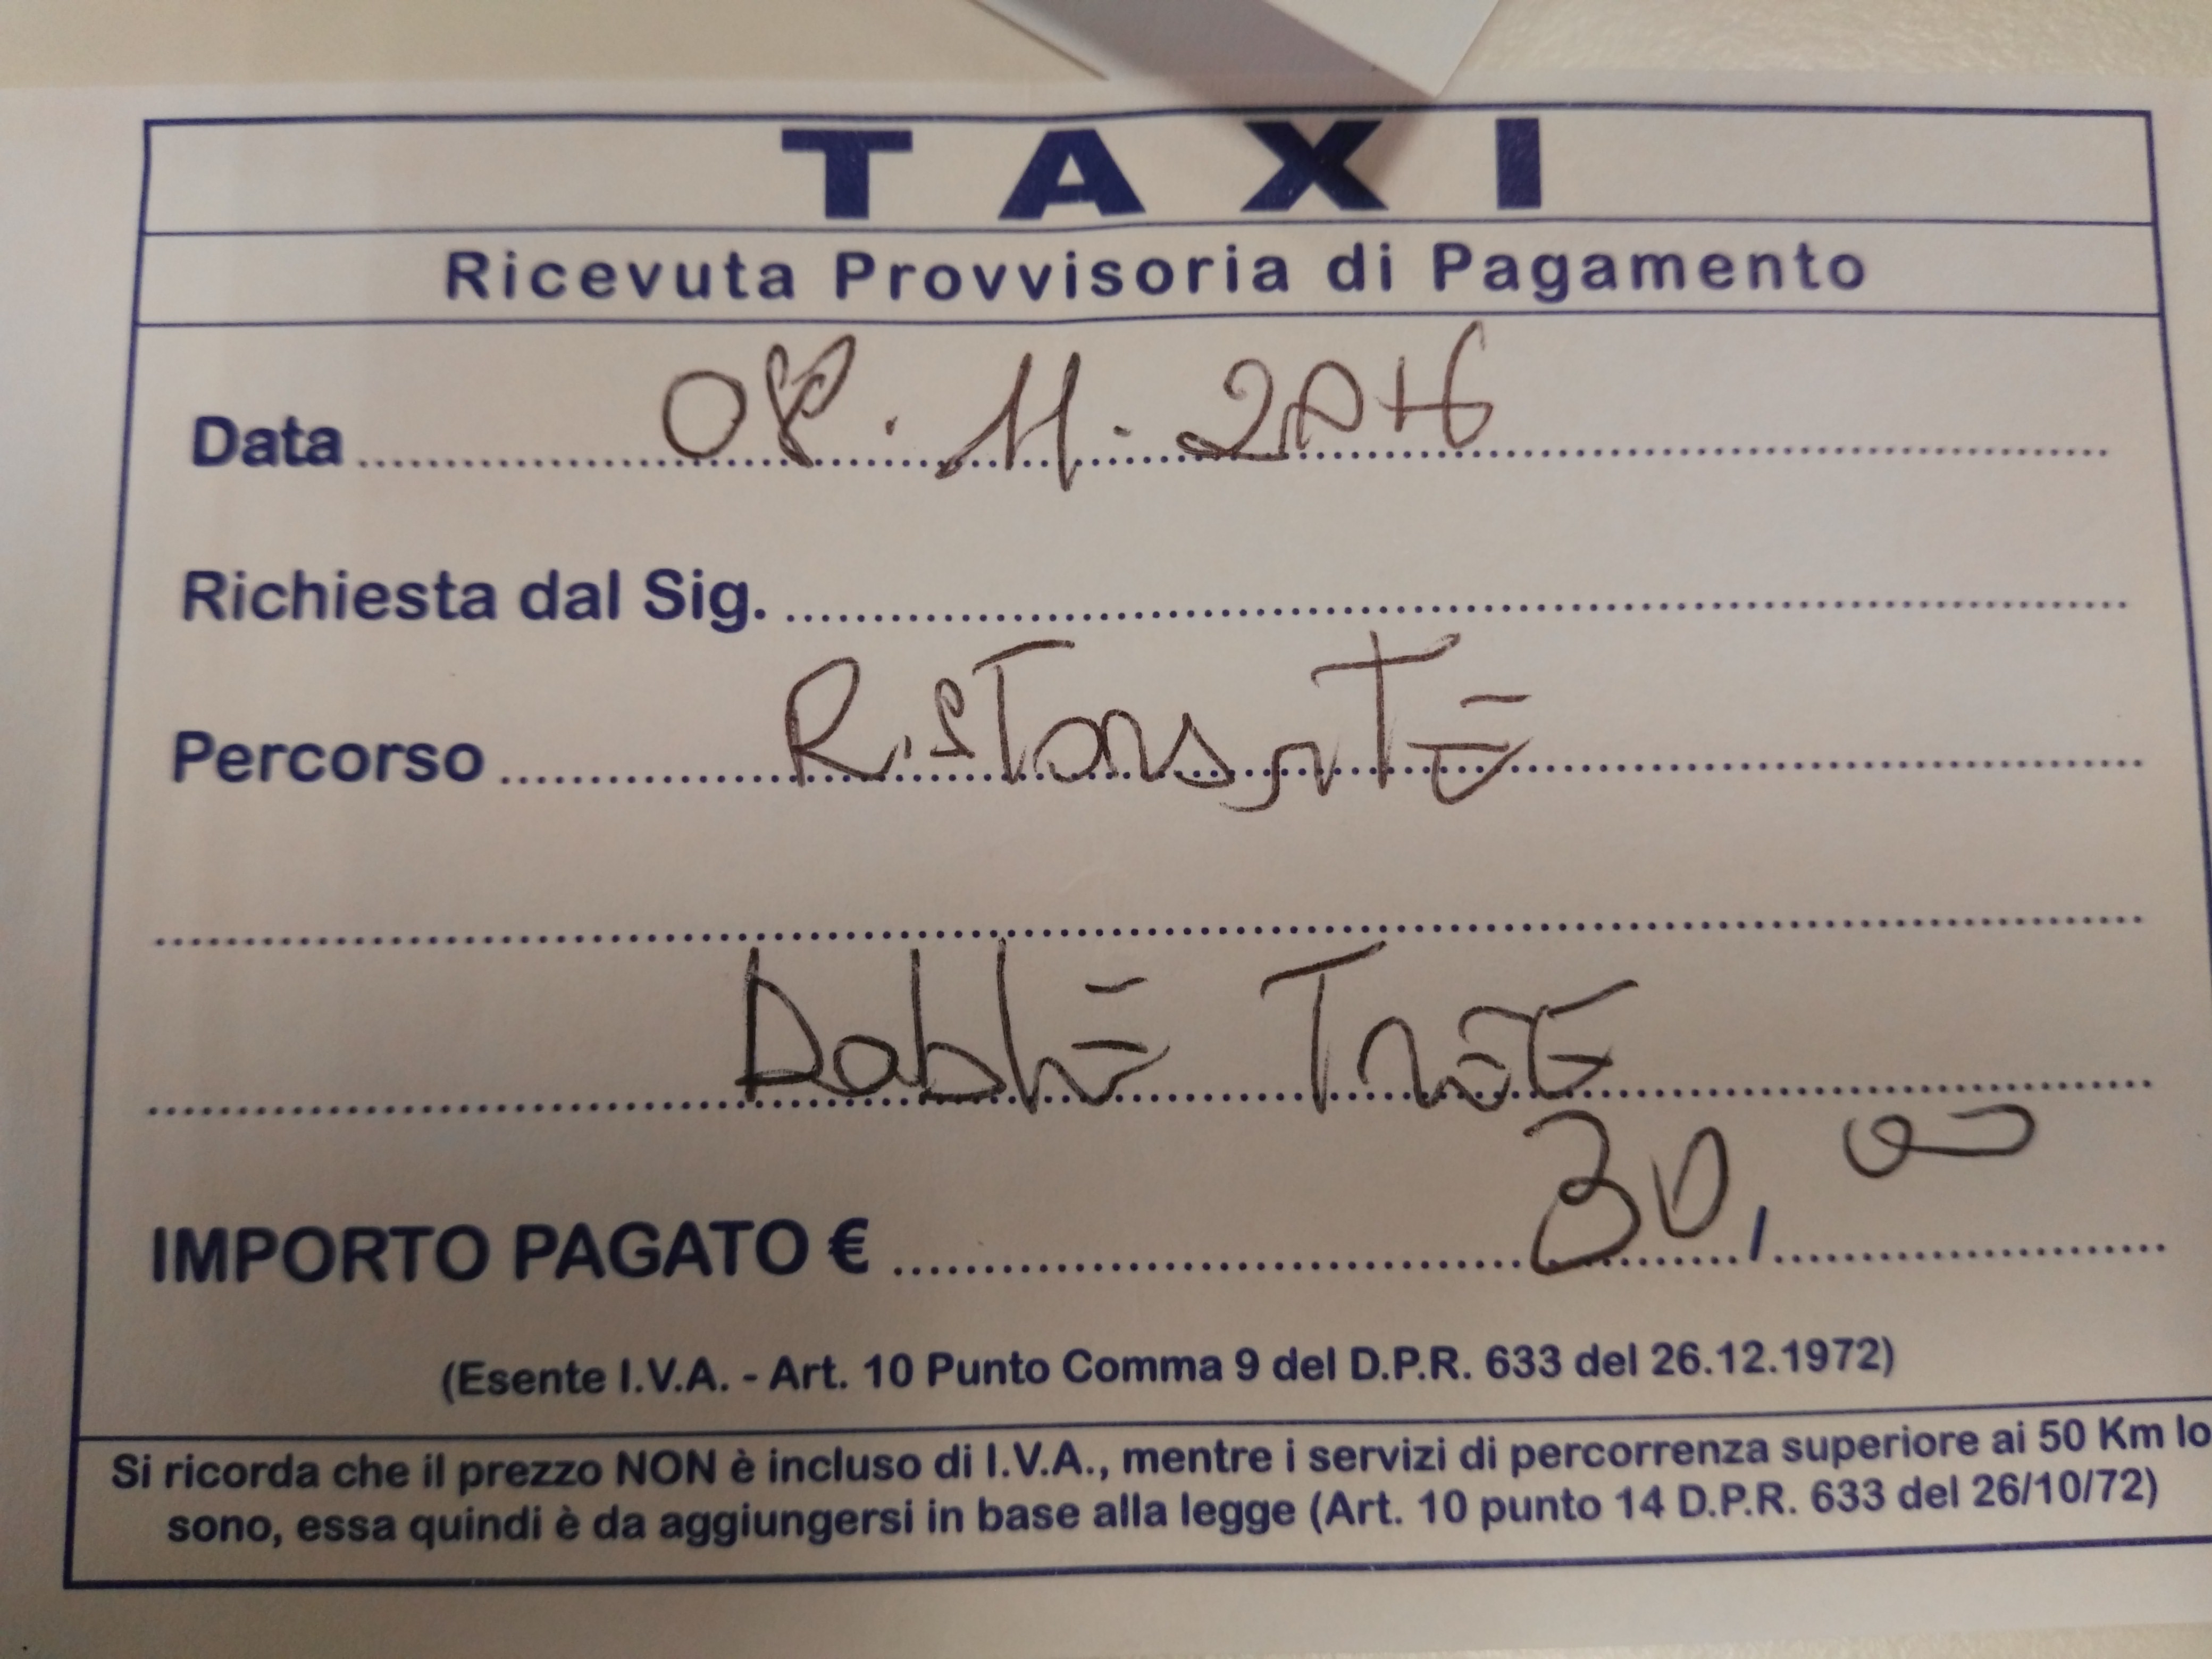 TAXI
Ricevuta Provvisoria di Pagamento
Data 08.11.2016
Richiesta dal Sig.
Percorso RistoranTE
DobblE TreE
IMPORTO PAGATO € 30,00
(Esente I.V.A. - Art. 10 Punto Comma 9 del D.P.R. 633 del 26.12.1972)
Si ricorda che il prezzo NON è incluso di I.V.A., mentre i servizi di percorrenza superiore ai 50 Km lo
sono, essa quindi è da aggiungersi in base alla legge (Art. 10 punto 14 D.P.R. 633 del 26/10/72)